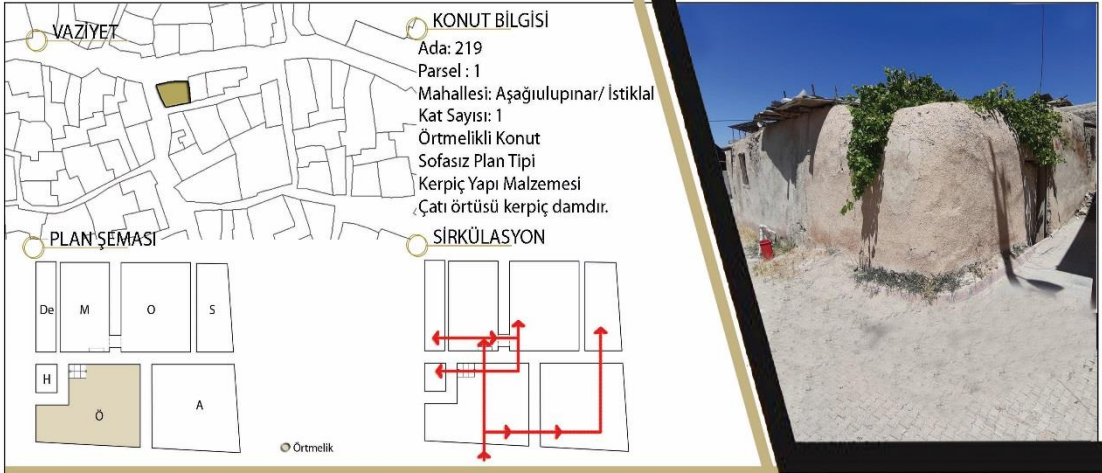 VAZİYET
KONUT BİLGİSİ
Ada: 219
Parsel : 1
Mahallesi: Aşağıulupınar/ İstiklal
Kat Sayısı: 1
Örtmelikli Konut
Sofasız Plan Tipi
Kerpiç Yapı Malzemesi
Çatı örtüsü kerpiç damdır.
PLAN ŞEMASI
De
M
O
S
H
Ö
A
Örtmelik
SİRKÜLASYON